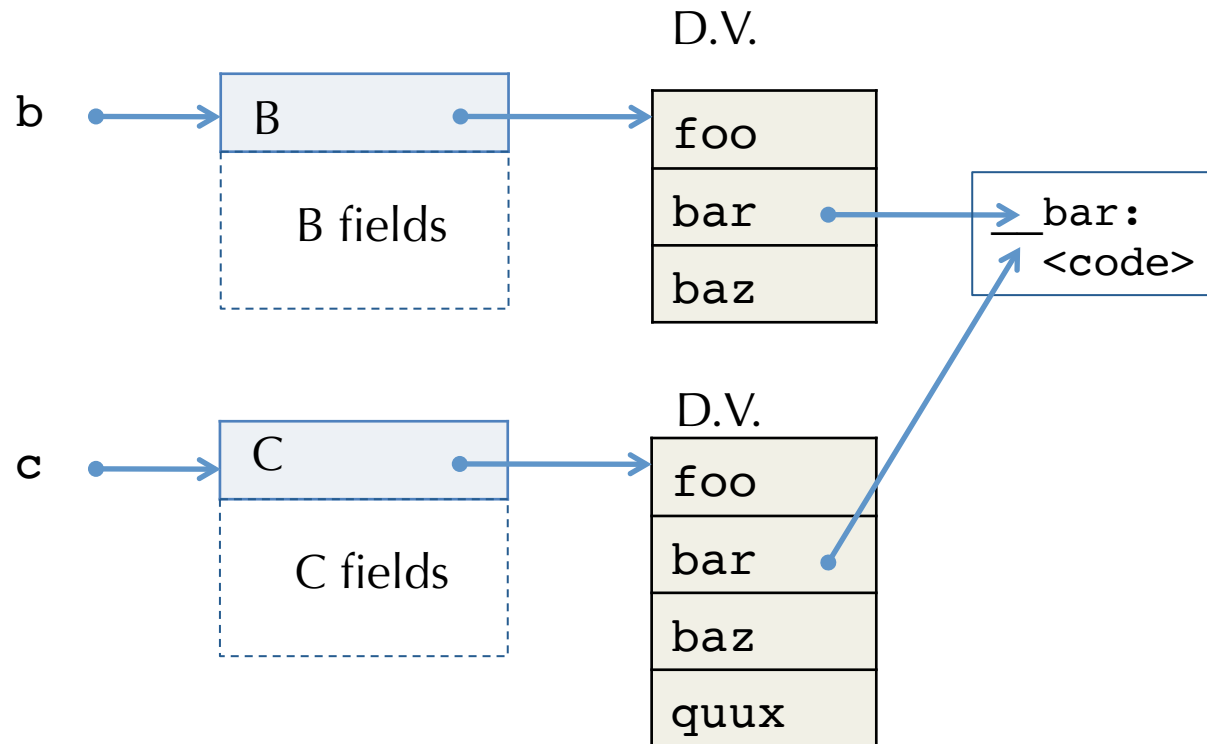 D.V.
b
B
foo
bar
baz
B fields
__bar:
<code>
D.V.
c
C
foo
bar
baz
quux
C fields